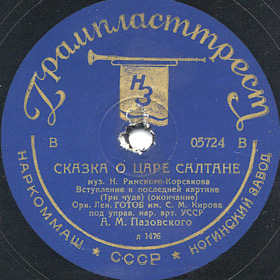 Грампласттрест
НЗ
В 05724 В
СКАЗКА О ЦАРЕ САЛТАНЕ
муз. Н. Римского-Корсакова
Вступление к последней картине
(Три чуда) (окончание)
Орк. Лен. ГОТОБ им. С. М. Кирова
под управ. нар. арт. УССР
А. М. Пазовского
л 1476
НАРКОММАШ ★ СССР ★ НОГИНСКИЙ ЗАВОД